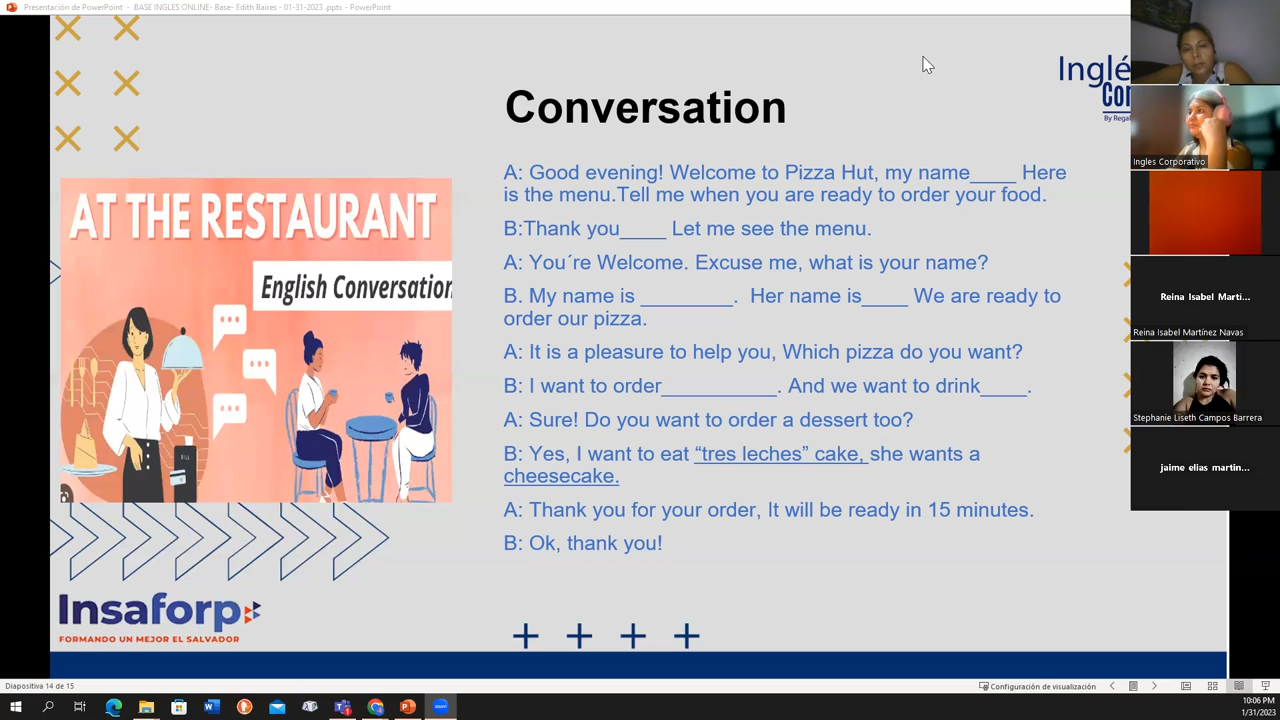 Presentación de PowerPoint - BASE INGLES ONLINE- Base- Edith Baires - 01-31-2023 .pptx - PowerPoint
Conversation
A: Good evening! Welcome to Pizza Hut, my name____ Here
is the menu.Tell me when you are ready to order your food.
B:Thank you____ Let me see the menu.
A: You´re Welcome. Excuse me, what is your name?
B. My name is ________. Her name is____ We are ready to
order our pizza.
A: It is a pleasure to help you, Which pizza do you want?
B: I want to order__________. And we want to drink____.
A: Sure! Do you want to order a dessert too?
B: Yes, I want to eat “tres leches” cake, she wants a
cheesecake.
A: Thank you for your order, It will be ready in 15 minutes.
B: Ok, thank you!
AT THE RESTAURANT
English Conversation
BILL
Insaforp
FORMANDO UN MEJOR EL SALVADOR
Inglé
Cor
By Regal
Ingles Corporativo
Reina Isabel Martí...
Reina Isabel Martínez Navas
Stephanie Liseth Campos Barrera
jaime elias martin...
Diapositiva 14 de 15
Configuración de visualización
zoom
10:06 PM
1/31/2023